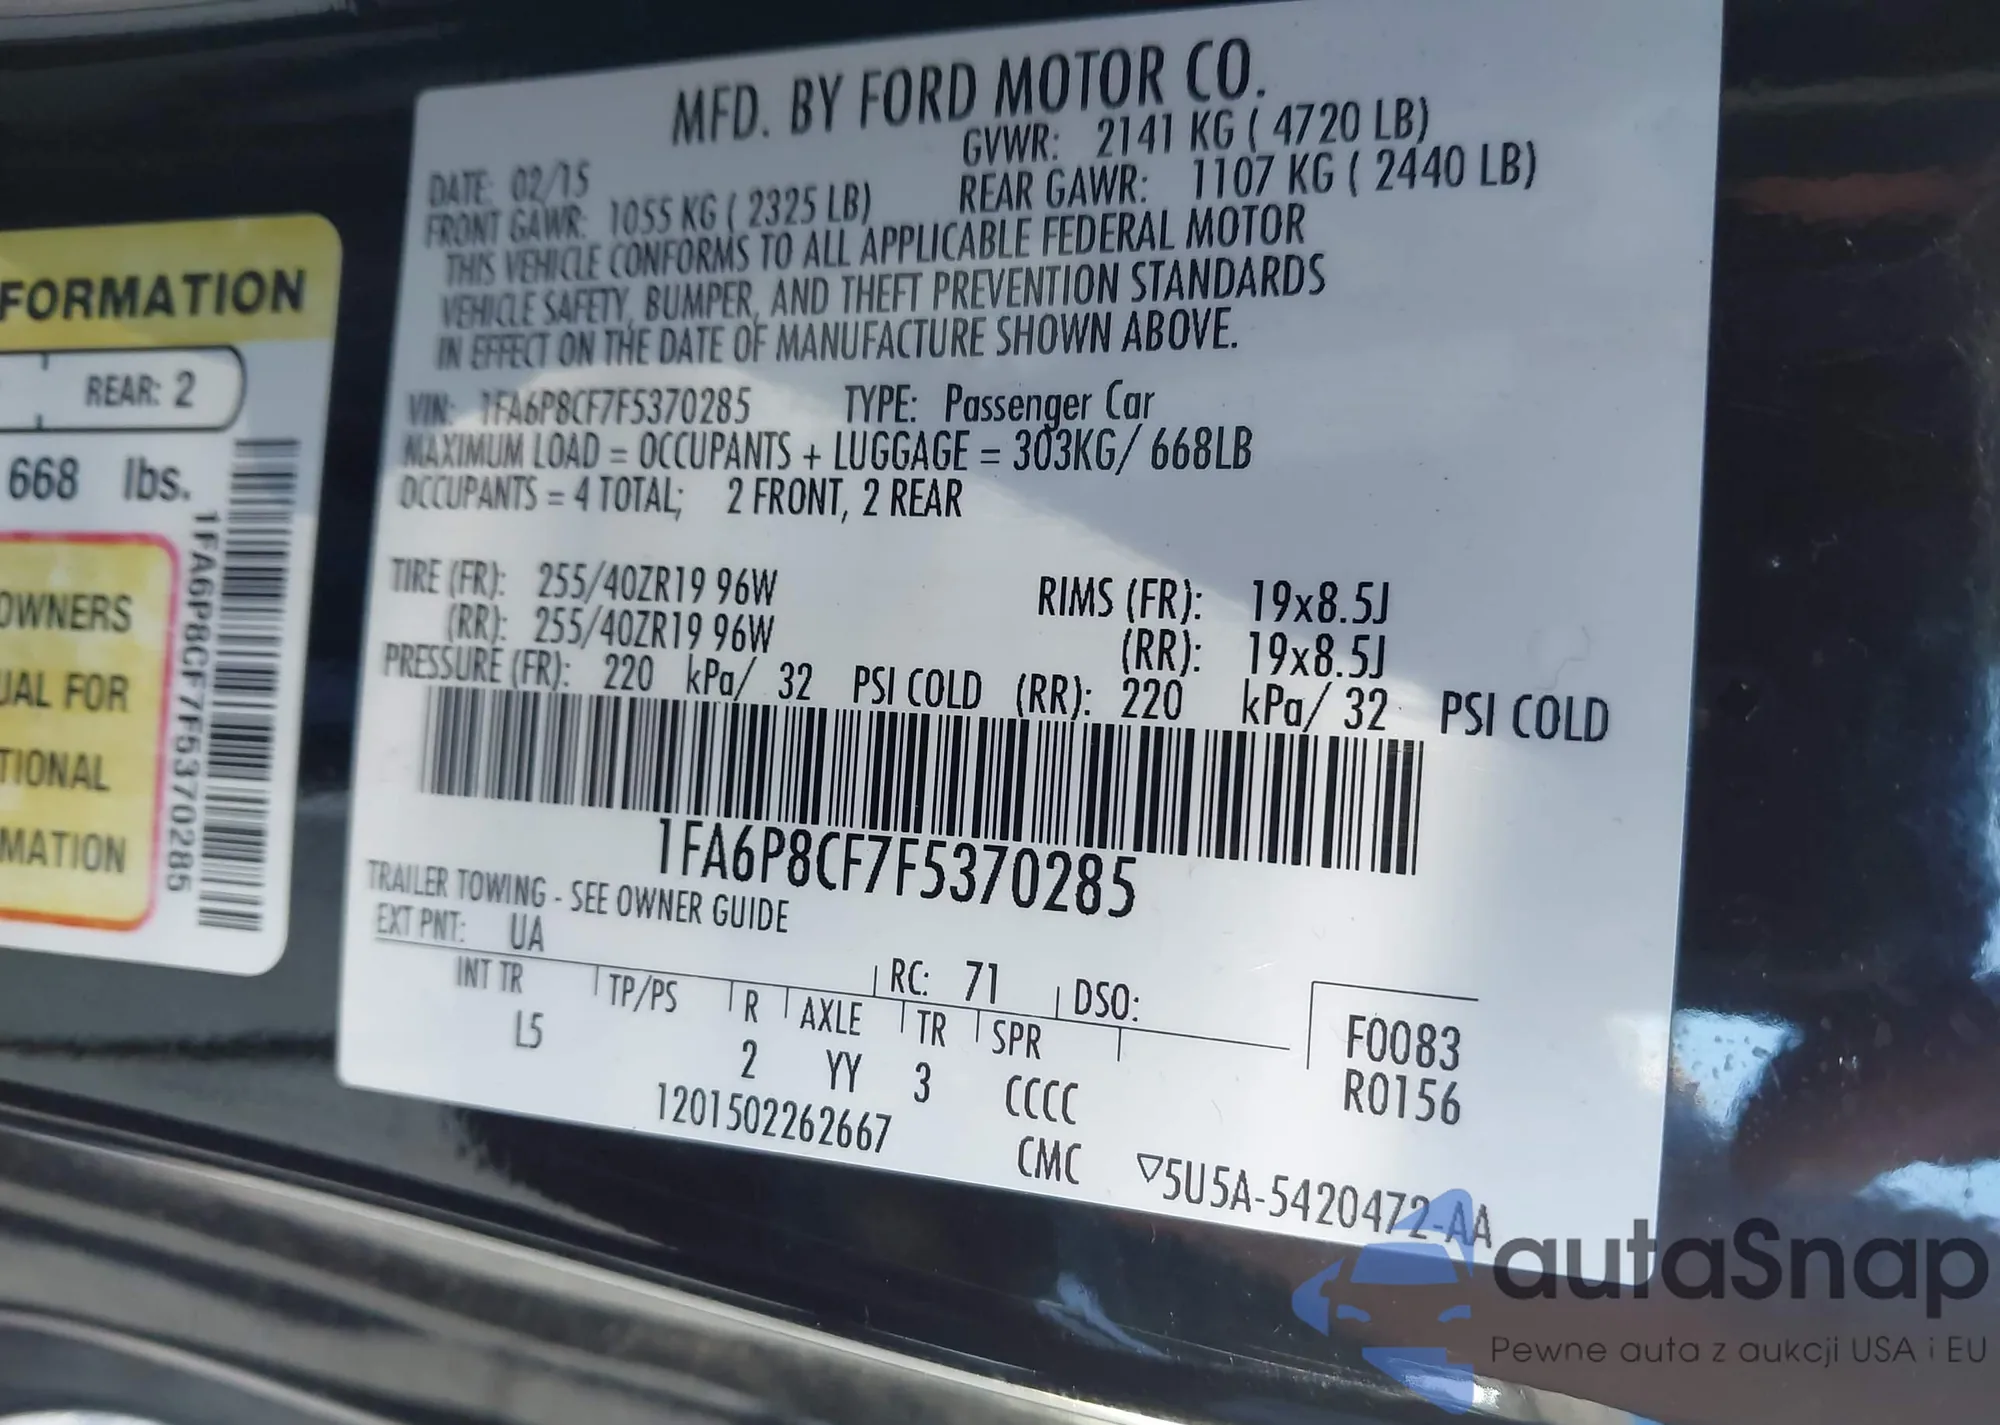 FORMATION
REAR: 2
668 lbs.
OWNERS
UAL FOR
TIONAL
MATION
1FA6P8CF7F5370285
MFD. BY FORD MOTOR CO.
DATE: 02/15 GVWR: 2141 KG ( 4720 LB)
FRONT GAWR: 1055 KG ( 2325 LB) REAR GAWR: 1107 KG ( 2440 LB)
THIS VEHICLE CONFORMS TO ALL APPLICABLE FEDERAL MOTOR
VEHICLE SAFETY, BUMPER, AND THEFT PREVENTION STANDARDS
IN EFFECT ON THE DATE OF MANUFACTURE SHOWN ABOVE.
VIN: 1FA6P8CF7F5370285 TYPE: Passenger Car
MAXIMUM LOAD = OCCUPANTS + LUGGAGE = 303KG/ 668LB
OCCUPANTS = 4 TOTAL; 2 FRONT, 2 REAR
TIRE (FR): 255/40ZR19 96W RIMS (FR): 19x8.5J
(RR): 255/40ZR19 96W (RR): 19x8.5J
PRESSURE (FR): 220 kPa/ 32 PSI COLD (RR): 220 kPa/ 32 PSI COLD
1FA6P8CF7F5370285
TRAILER TOWING - SEE OWNER GUIDE
EXT PNT: UA RC: 71 DSO:
INT TR TP/PS R AXLE TR SPR F0083
L5 2 YY 3 CCCC R0156
1201502262667 CMC ▽5U5A-5420472-AA
autaSnap
Pewne auta z aukcji USA i EU